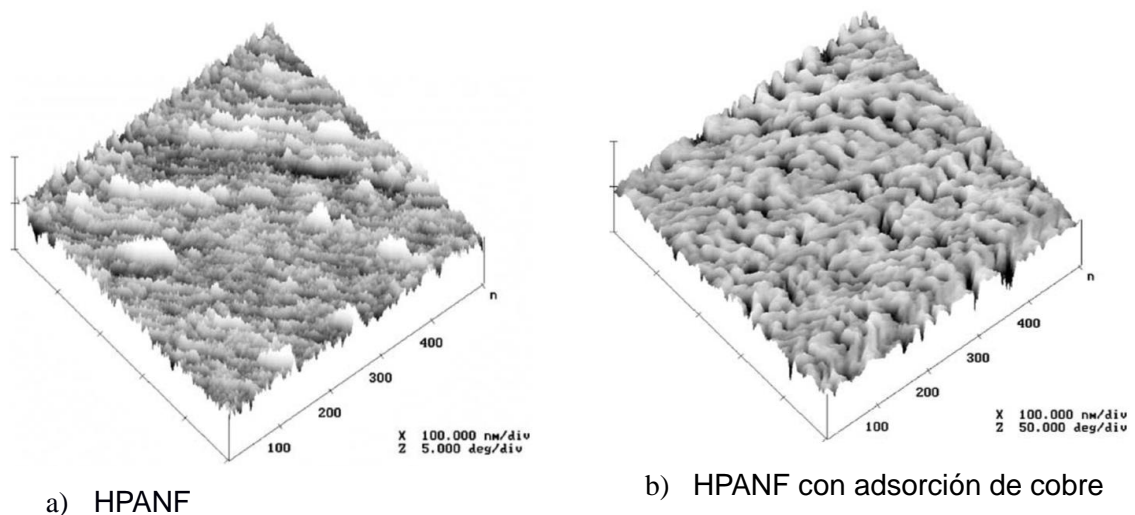 n
400
300
200
100
X 100.000 nm/div
Z 5.000 deg/div
a) HPANF
n
400
300
200
100
X 100.000 nm/div
Z 50.000 deg/div
b) HPANF con adsorción de cobre